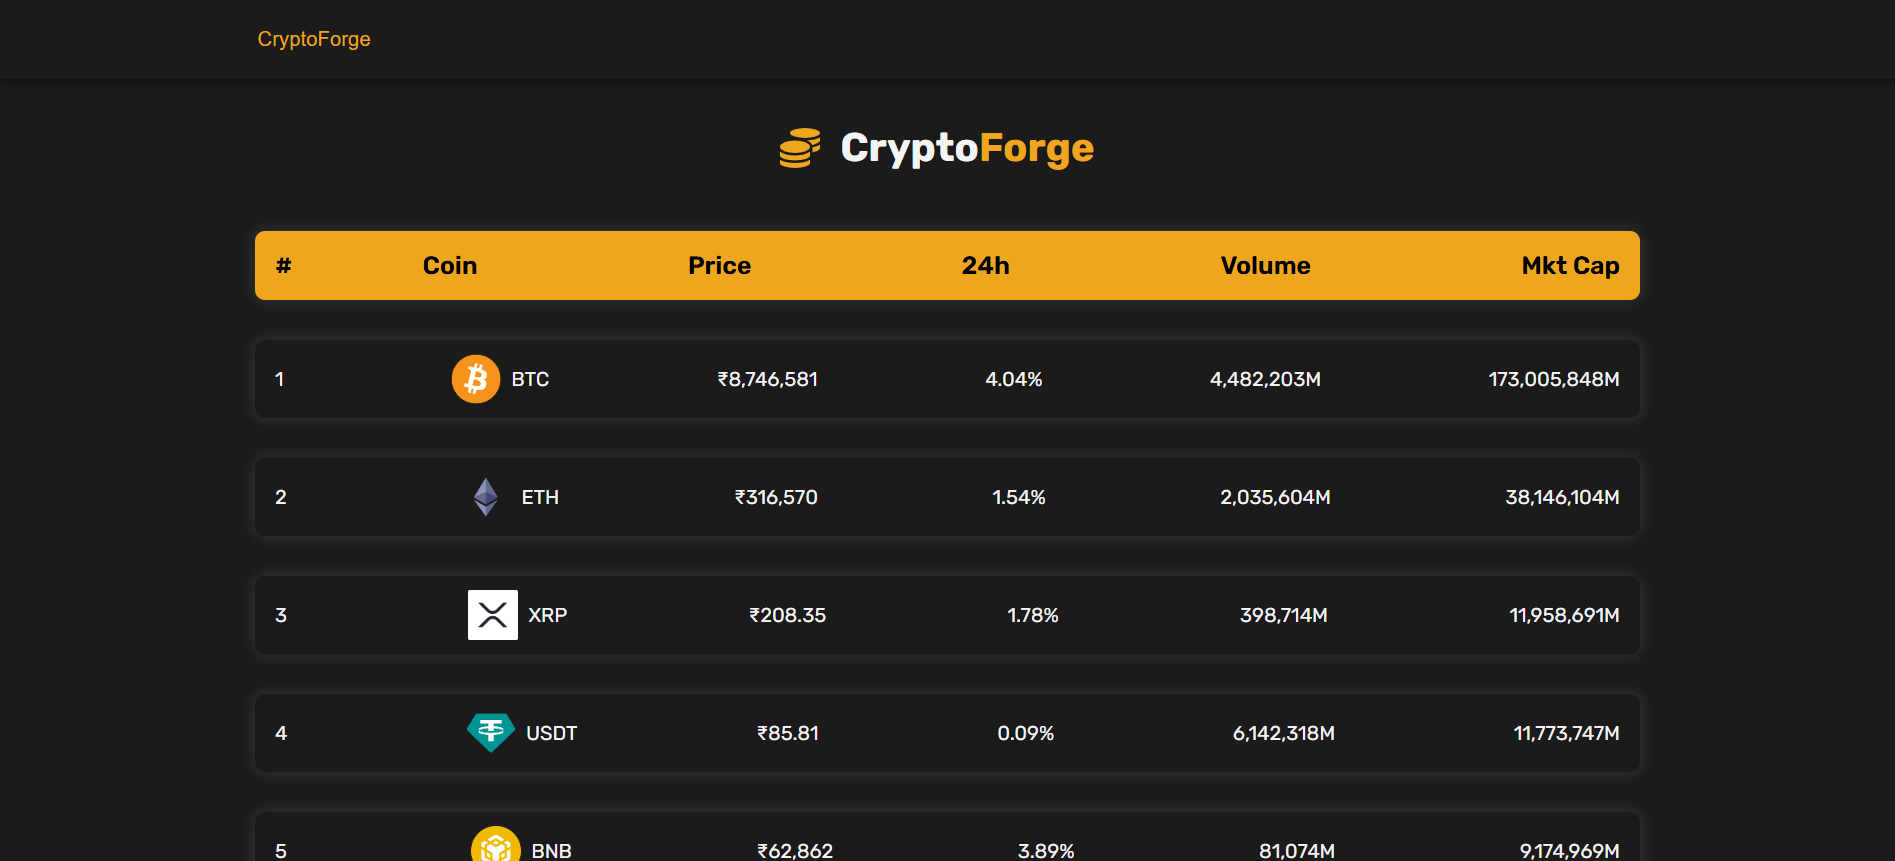 CryptoForge
CryptoForge
# Coin Price 24h Volume Mkt Cap
1 BTC ₹8,746,581 4.04% 4,482,203M 173,005,848M
2 ETH ₹316,570 1.54% 2,035,604M 38,146,104M
3 XRP ₹208.35 1.78% 398,714M 11,958,691M
4 USDT ₹85.81 0.09% 6,142,318M 11,773,747M
5 BNB ₹62,862 3.89% 81,074M 9,174,969M